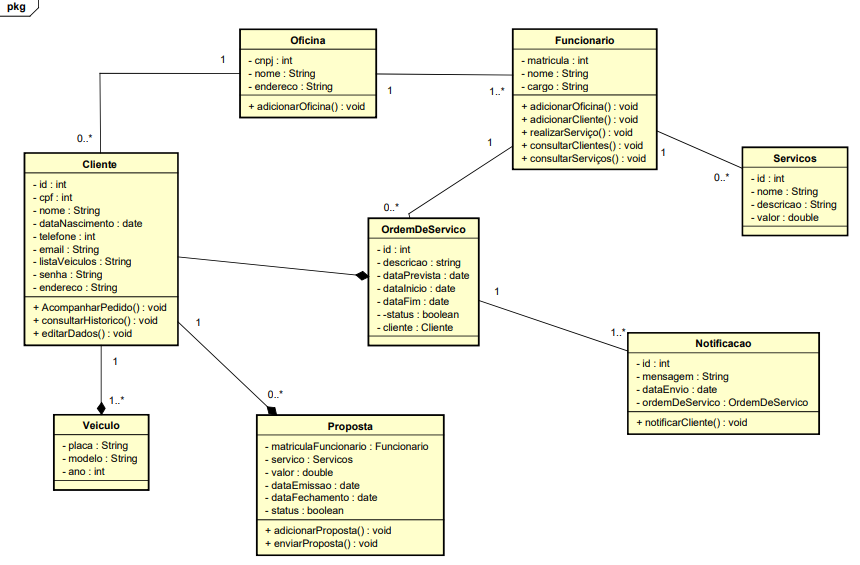 pkg
Oficina
- cnpj : int
- nome : String
- endereco : String
+ adicionarOficina() : void
1
0..*
1
1..*
Funcionario
- matricula : int
- nome : String
- cargo : String
+ adicionarOficina() : void
+ adicionarCliente() : void
+ realizarServiço() : void
+ consultarClientes() : void
+ consultarServiços() : void
1
0..*
1
0..*
Servicos
- id : int
- nome : String
- descricao : String
- valor : double
Cliente
- id : int
- cpf : int
- nome : String
- dataNascimento : date
- telefone : int
- email : String
- listaVeiculos : String
- senha : String
- endereco : String
+ AcompanharPedido() : void
+ consultarHistorico() : void
+ editarDados() : void
OrdemDeServico
- id : int
- descricao : string
- dataPrevista : date
- dataInicio : date
- dataFim : date
- -status : boolean
- cliente : Cliente
1
1..*
Notificacao
- id : int
- mensagem : String
- dataEnvio : date
- ordemDeServico : OrdemDeServico
+ notificarCliente() : void
1
1..*
1
0..*
Veiculo
- placa : String
- modelo : String
- ano : int
Proposta
- matriculaFuncionario : Funcionario
- servico : Servicos
- valor : double
- dataEmissao : date
- dataFechamento : date
- status : boolean
+ adicionarProposta() : void
+ enviarProposta() : void